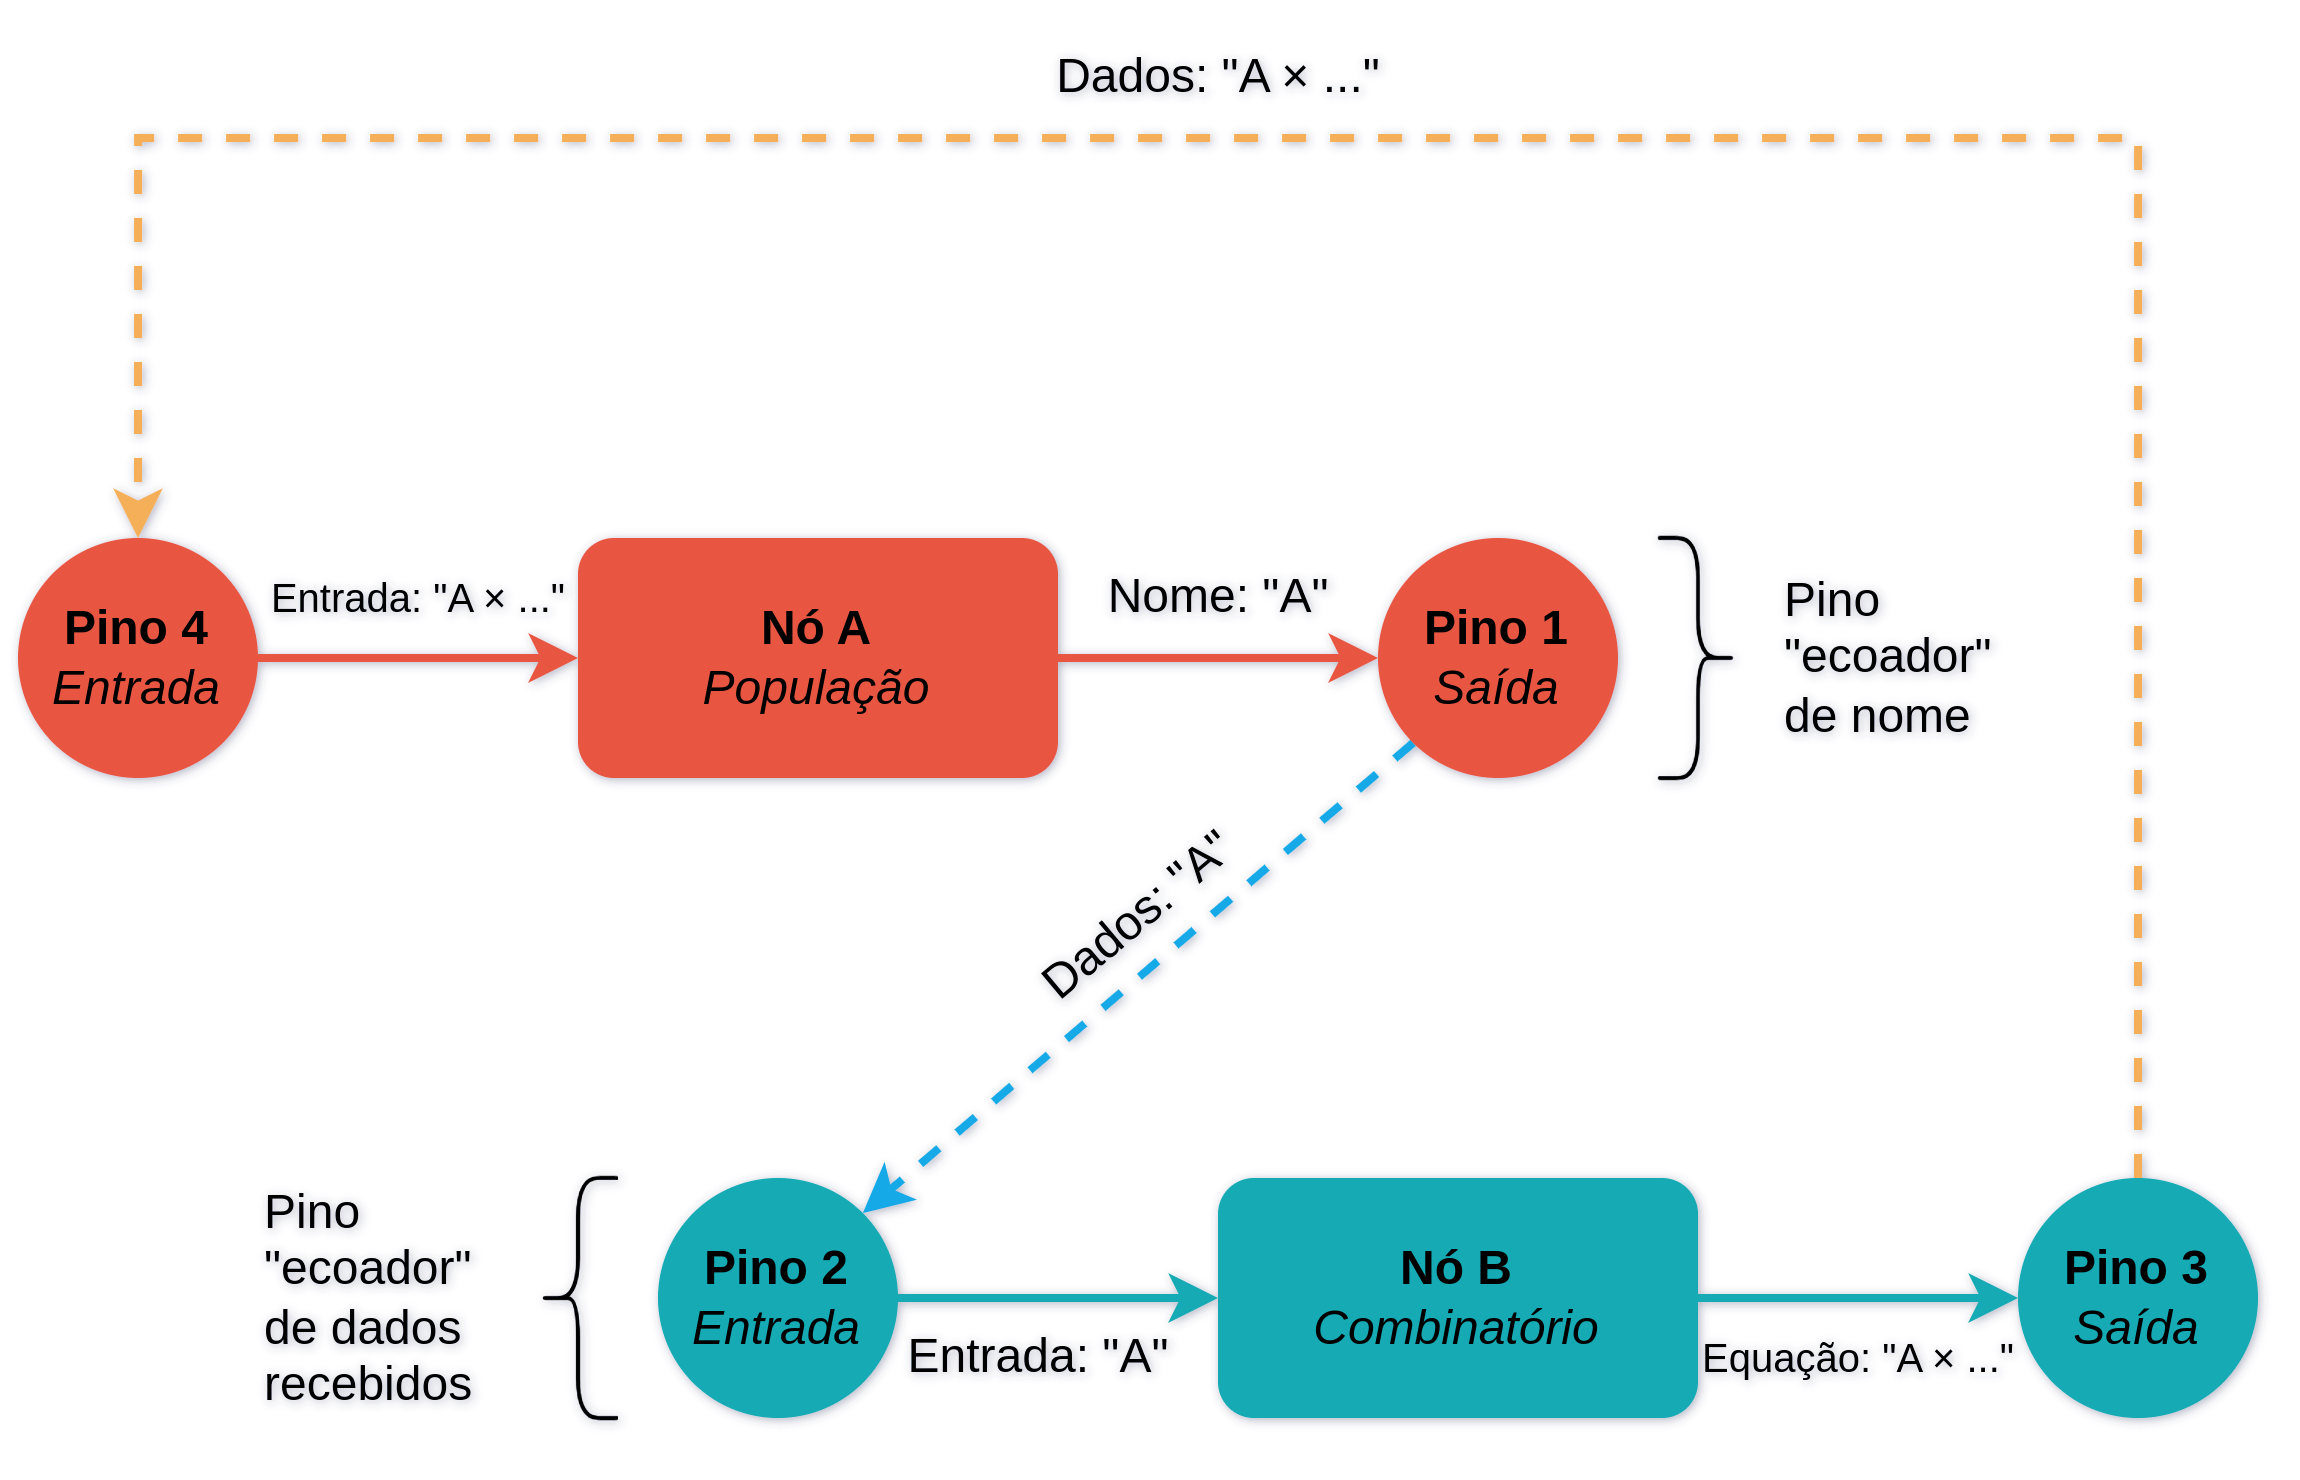 Dados: "A × ..."
Pino 4
Entrada
Entrada: "A × ..."
Nó A
População
Nome: "A"
Pino 1
Saída
Pino
"ecoador"
de nome
Dados: "A"
Pino
"ecoador"
de dados
recebidos
Pino 2
Entrada
Entrada: "A"
Nó B
Combinatório
Equação: "A × ..."
Pino 3
Saída